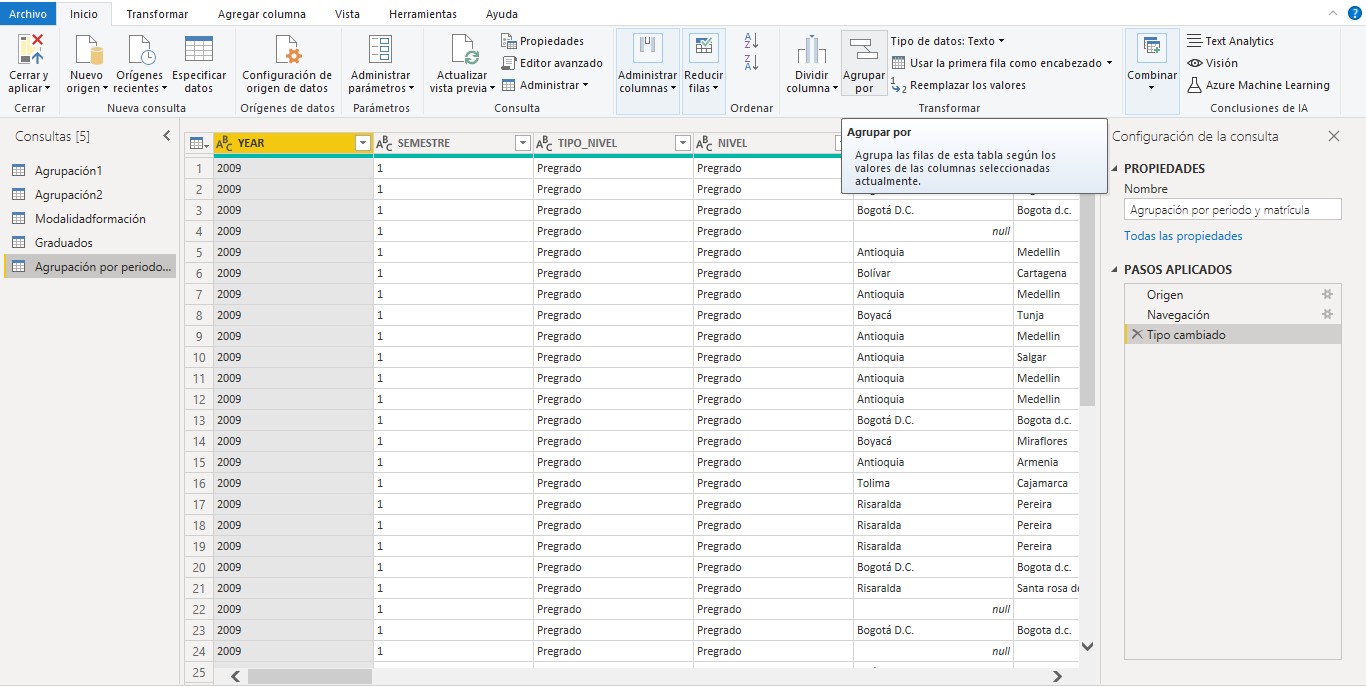 Archivo Inicio Transformar Agregar columna Vista Herramientas Ayuda
Cerrar y aplicar
Nuevo origen
Orígenes recientes
Especificar datos
Configuración de origen de datos
Administrar parámetros
Actualizar vista previa
Propiedades
Editor avanzado
Administrar
Administrar columnas
Reducir filas
Dividir columna
Agrupar por
Tipo de datos: Texto
Usar la primera fila como encabezado
Reemplazar los valores
Combinar
Text Analytics
Visión
Azure Machine Learning
Cerrar Nueva consulta Orígenes de datos Parámetros Consulta Ordenar Transformar Conclusiones de IA
Consultas [5]
Agrupación1
Agrupación2
Modalidadformación
Graduados
Agrupación por periodo...
YEAR SEMESTRE TIPO_NIVEL NIVEL
1 2009 1 Pregrado Pregrado
2 2009 1 Pregrado Pregrado
3 2009 1 Pregrado Pregrado Bogotá D.C. Bogota d.c.
4 2009 1 Pregrado Pregrado null
5 2009 1 Pregrado Pregrado Antioquia Medellin
6 2009 1 Pregrado Pregrado Bolívar Cartagena
7 2009 1 Pregrado Pregrado Antioquia Medellin
8 2009 1 Pregrado Pregrado Boyacá Tunja
9 2009 1 Pregrado Pregrado Antioquia Medellin
10 2009 1 Pregrado Pregrado Antioquia Salgar
11 2009 1 Pregrado Pregrado Antioquia Medellin
12 2009 1 Pregrado Pregrado Antioquia Medellin
13 2009 1 Pregrado Pregrado Bogotá D.C. Bogota d.c.
14 2009 1 Pregrado Pregrado Boyacá Miraflores
15 2009 1 Pregrado Pregrado Antioquia Armenia
16 2009 1 Pregrado Pregrado Tolima Cajamarca
17 2009 1 Pregrado Pregrado Risaralda Pereira
18 2009 1 Pregrado Pregrado Risaralda Pereira
19 2009 1 Pregrado Pregrado Risaralda Pereira
20 2009 1 Pregrado Pregrado Bogotá D.C. Bogota d.c.
21 2009 1 Pregrado Pregrado Risaralda Santa rosa de
22 2009 1 Pregrado Pregrado null
23 2009 1 Pregrado Pregrado Bogotá D.C. Bogota d.c.
24 2009 1 Pregrado Pregrado null
25
Agrupar por
Agrupa las filas de esta tabla según los
valores de las columnas seleccionadas
actualmente.
Configuración de la consulta
PROPIEDADES
Nombre
Agrupación por periodo y matrícula
Todas las propiedades
PASOS APLICADOS
Origen
Navegación
Tipo cambiado